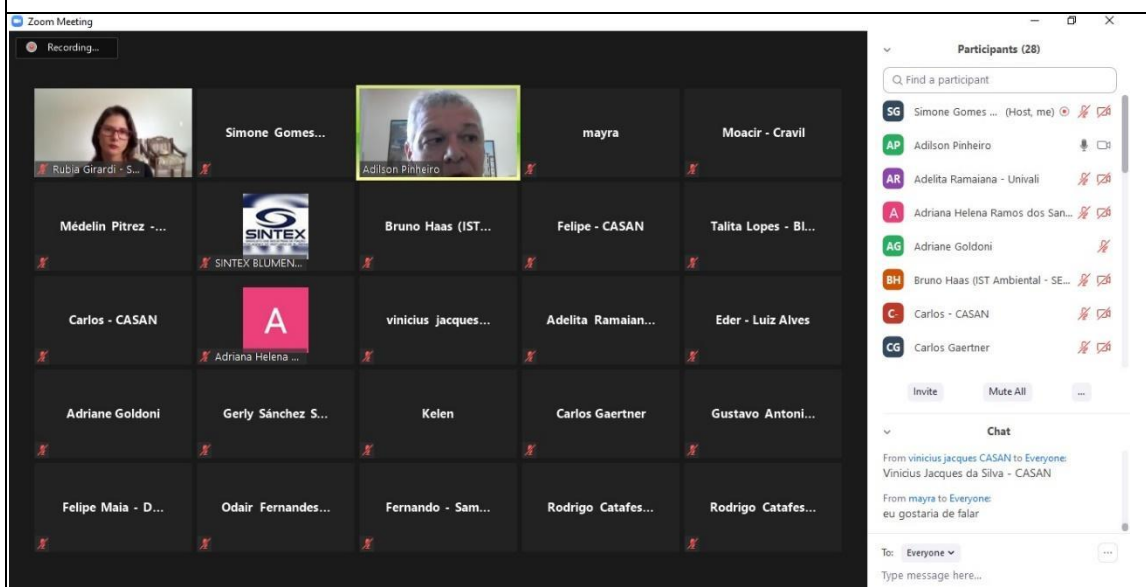 Zoom Meeting
Recording...
Rubia Girardi - S...
Simone Gomes...
Adilson Pinheiro
mayra
Moacir - Cravil
Médelin Pitrez -...
SINTEX
SINTEX BLUMEN...
Bruno Haas (IST...
Felipe - CASAN
Talita Lopes - Bl...
Carlos - CASAN
A
Adriana Helena ...
vinicius jacques...
Adelita Ramaian...
Eder - Luiz Alves
Adriane Goldoni
Gerly Sánchez S...
Kelen
Carlos Gaertner
Gustavo Antoni...
Felipe Maia - D...
Odair Fernandes...
Fernando - Sam...
Rodrigo Catafes...
Rodrigo Catafes...
Participants (28)
Find a participant
SG Simone Gomes ... (Host, me)
AP Adilson Pinheiro
AR Adelita Ramaiana - Univali
A Adriana Helena Ramos dos San...
AG Adriane Goldoni
BH Bruno Haas (IST Ambiental - SE...
C- Carlos - CASAN
CG Carlos Gaertner
Invite Mute All ...
Chat
From vinicius jacques CASAN to Everyone:
Vinicius Jacques da Silva - CASAN
From mayra to Everyone:
eu gostaria de falar
To: Everyone
Type message here...